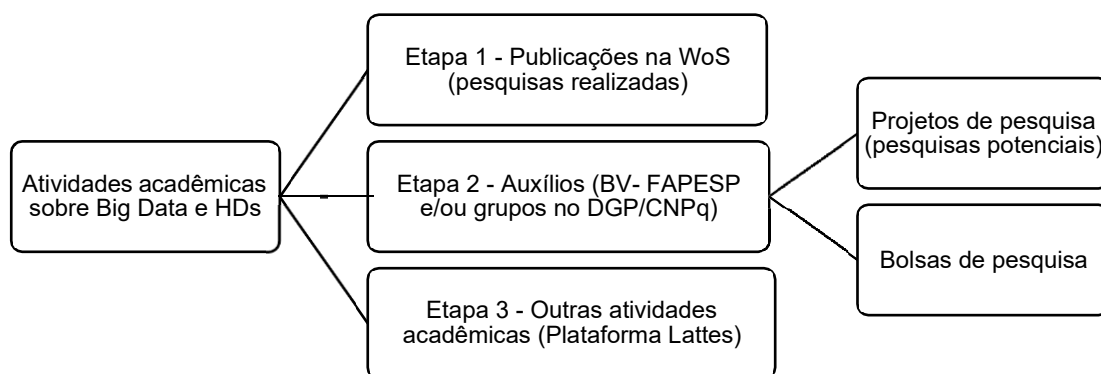 Etapa 1 - Publicações na WoS
(pesquisas realizadas)
Projetos de pesquisa
(pesquisas potenciais)
Atividades acadêmicas
sobre Big Data e HDs
Etapa 2 - Auxílios (BV- FAPESP
e/ou grupos no DGP/CNPq)
Bolsas de pesquisa
Etapa 3 - Outras atividades
acadêmicas (Plataforma Lattes)